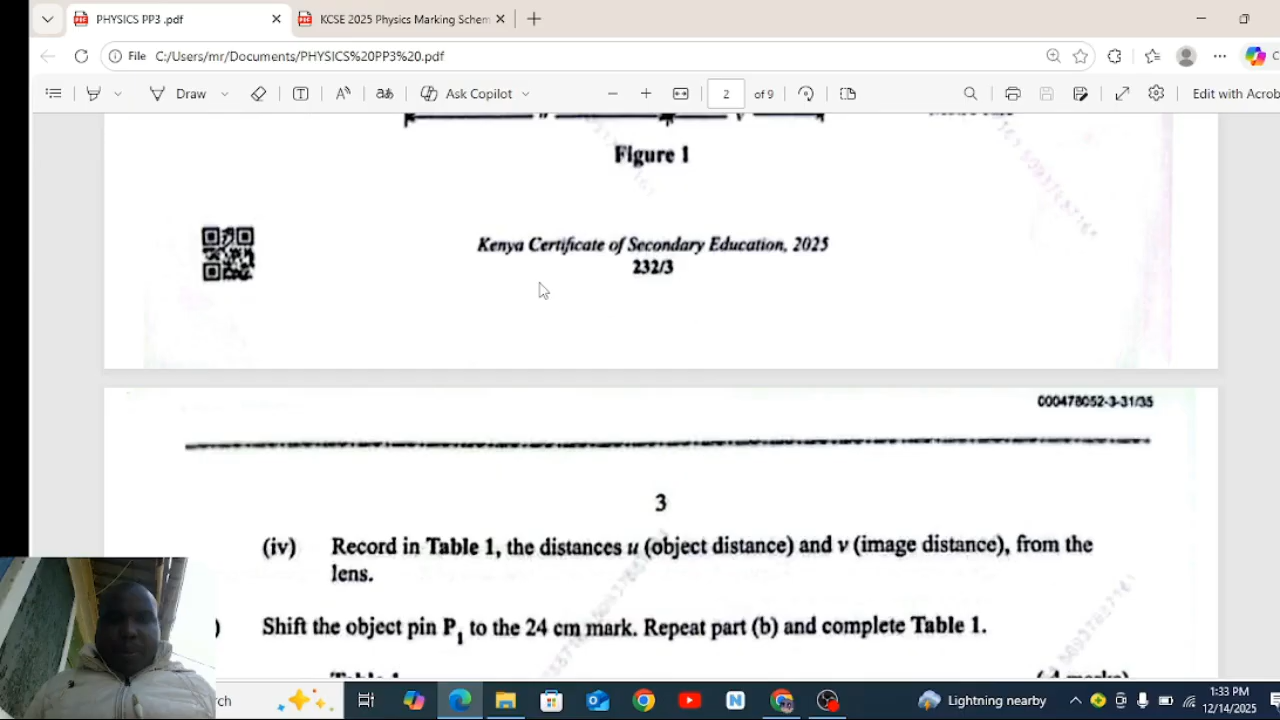 PHYSICS PP3 .pdf
KCSE 2025 Physics Marking Schem
File C:/Users/mr/Documents/PHYSICS%20PP3%20.pdf
Draw
Ask Copilot
2 of 9
Edit with Acrob
Figure 1
Kenya Certificate of Secondary Education, 2025
232/3
000478052-3-31/35
3
(iv) Record in Table 1, the distances u (object distance) and v (image distance), from the
lens.
) Shift the object pin P1 to the 24 cm mark. Repeat part (b) and complete Table 1.
rch
Lightning nearby
1:33 PM
12/14/2025